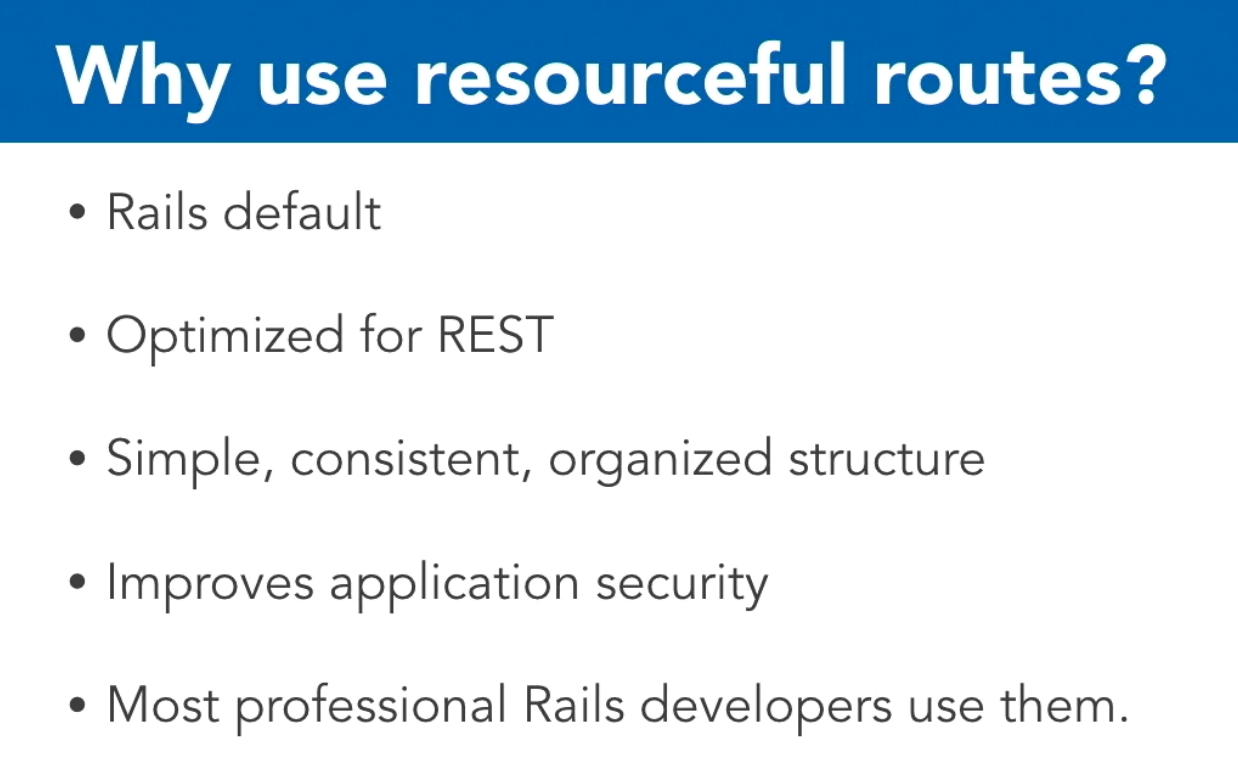 Why use resourceful routes?
• Rails default
• Optimized for REST
• Simple, consistent, organized structure
• Improves application security
• Most professional Rails developers use them.